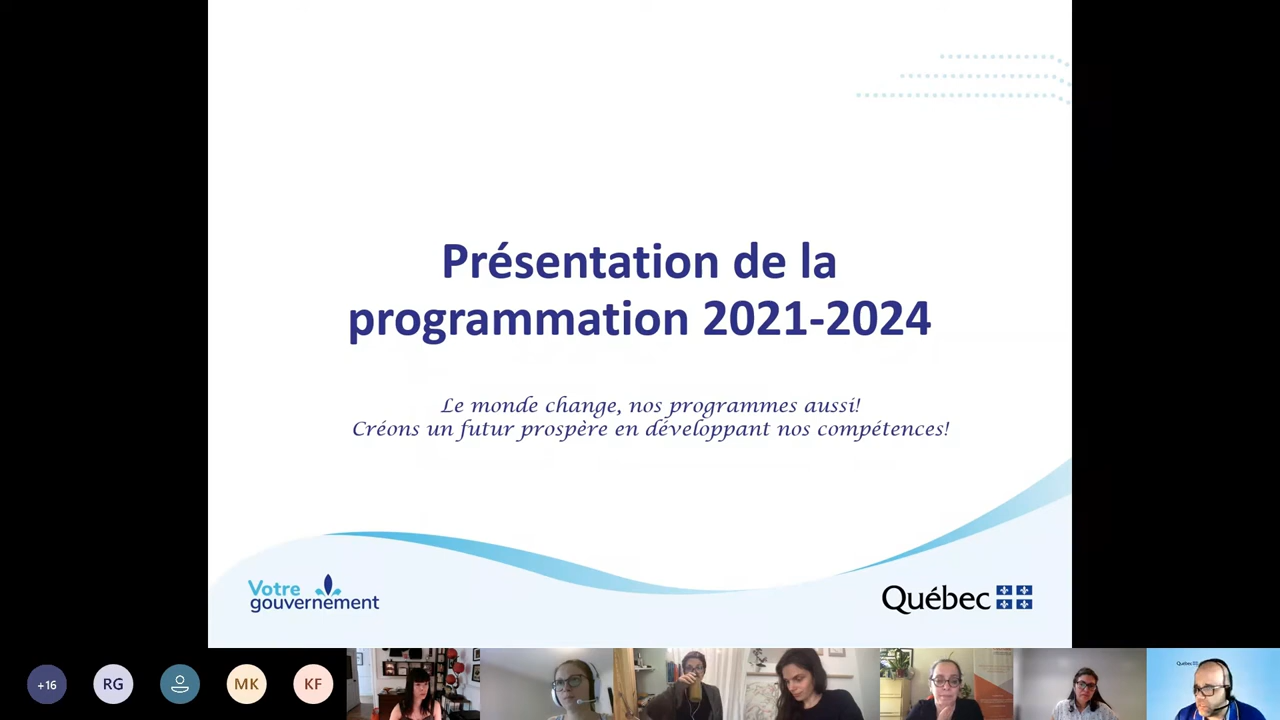 Présentation de la
programmation 2021-2024
Le monde change, nos programmes aussi!
Créons un futur prospère en développant nos compétences!
Votre
gouvernement
Québec
+16
RG
MK
KF